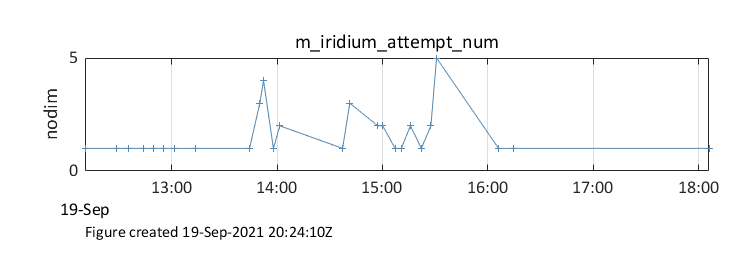 m_iridium_attempt_num
5
nodim
0
13:00 14:00 15:00 16:00 17:00 18:00
19-Sep
Figure created 19-Sep-2021 20:24:10Z